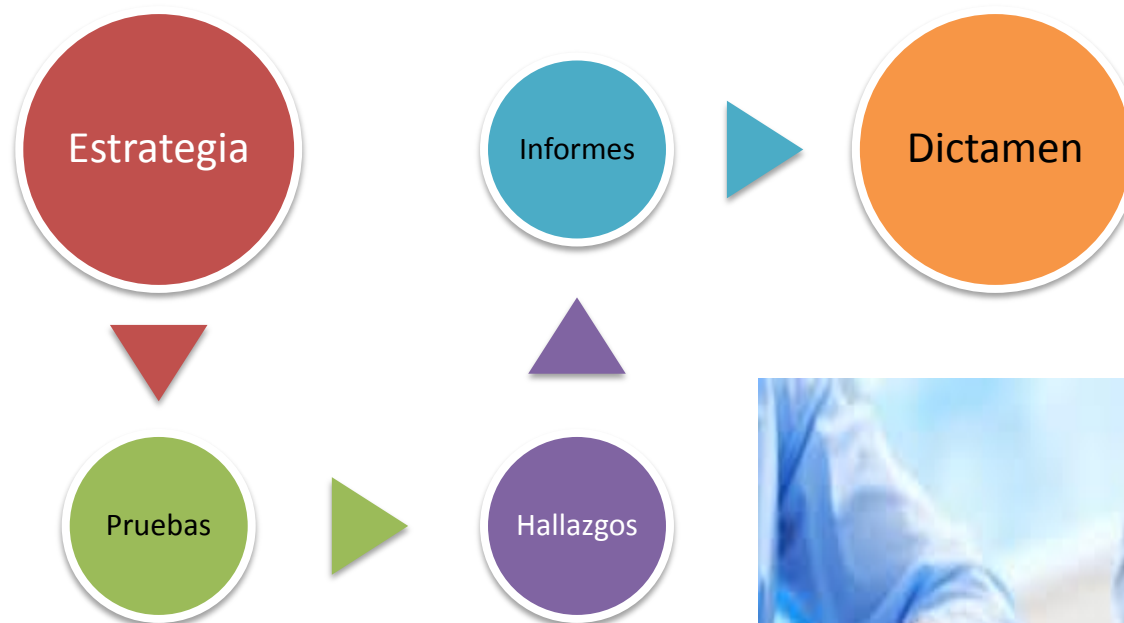 Estrategia
Pruebas
Hallazgos
Informes
Dictamen